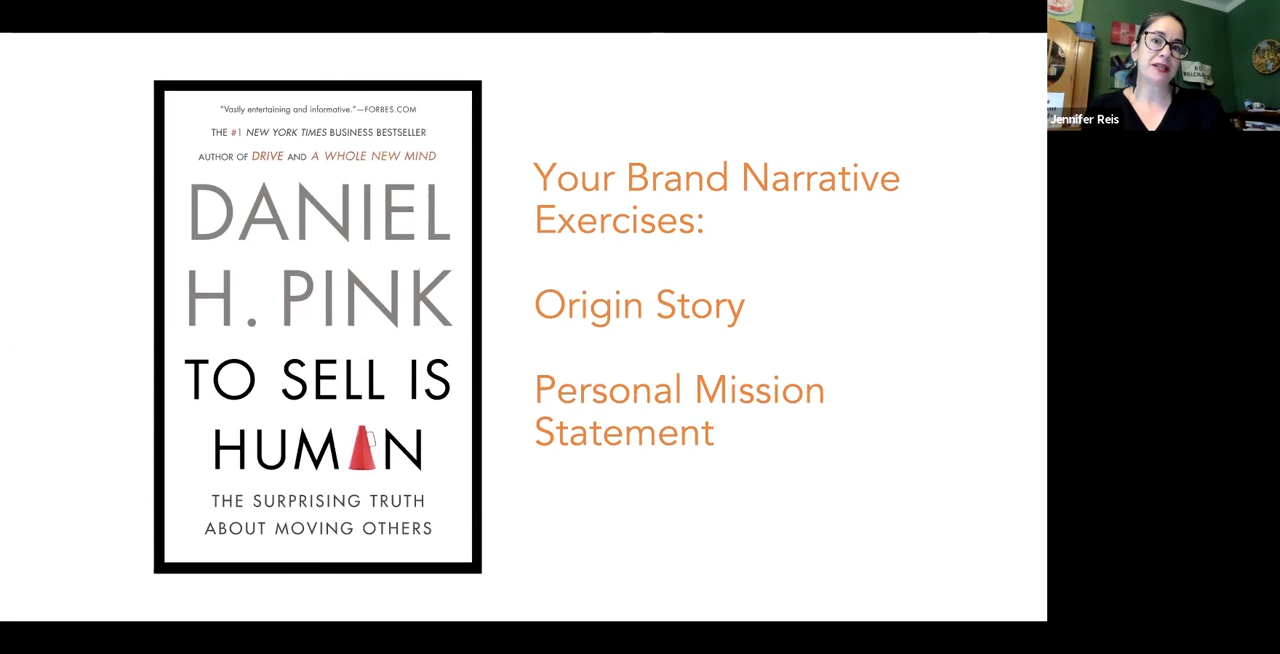 "Vastly entertaining and informative."—FORBES.COM
THE #1 NEW YORK TIMES BUSINESS BESTSELLER
AUTHOR OF DRIVE AND A WHOLE NEW MIND
DANIEL
H. PINK
TO SELL IS
HUMAN
THE SURPRISING TRUTH
ABOUT MOVING OTHERS
Your Brand Narrative
Exercises:
Origin Story
Personal Mission
Statement
Jennifer Reis